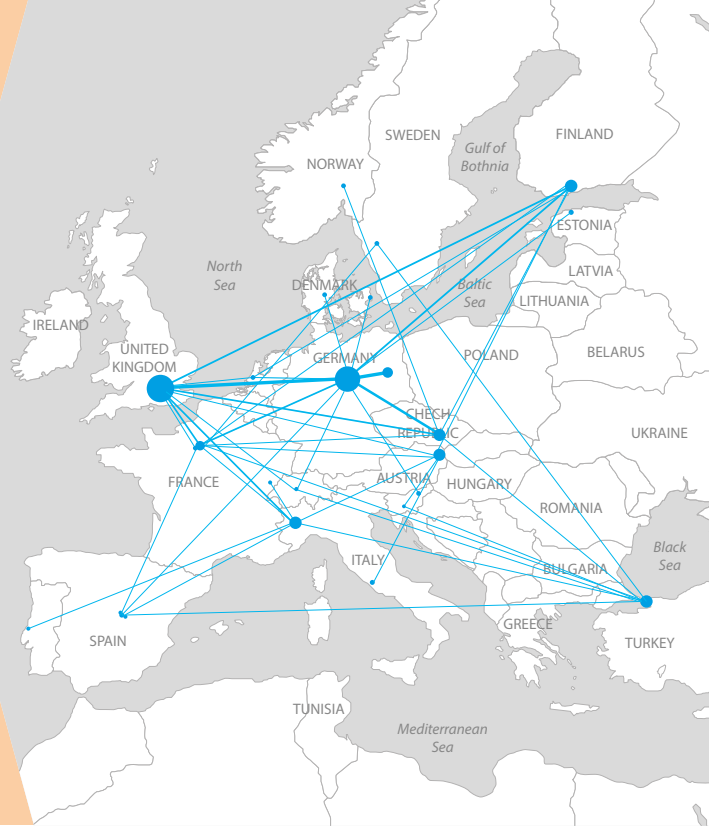 SWEDEN
FINLAND
Gulf of
Bothnia
NORWAY
ESTONIA
North
Sea
LATVIA
DENMARK
Baltic
Sea
LITHUANIA
IRELAND
UNITED
KINGDOM
GERMANY
POLAND
BELARUS
CHECH
REPUBLIC
UKRAINE
FRANCE
AUSTRIA
HUNGARY
ROMANIA
Black
Sea
ITALY
BULGARIA
GREECE
SPAIN
TURKEY
TUNISIA
Mediterranean
Sea